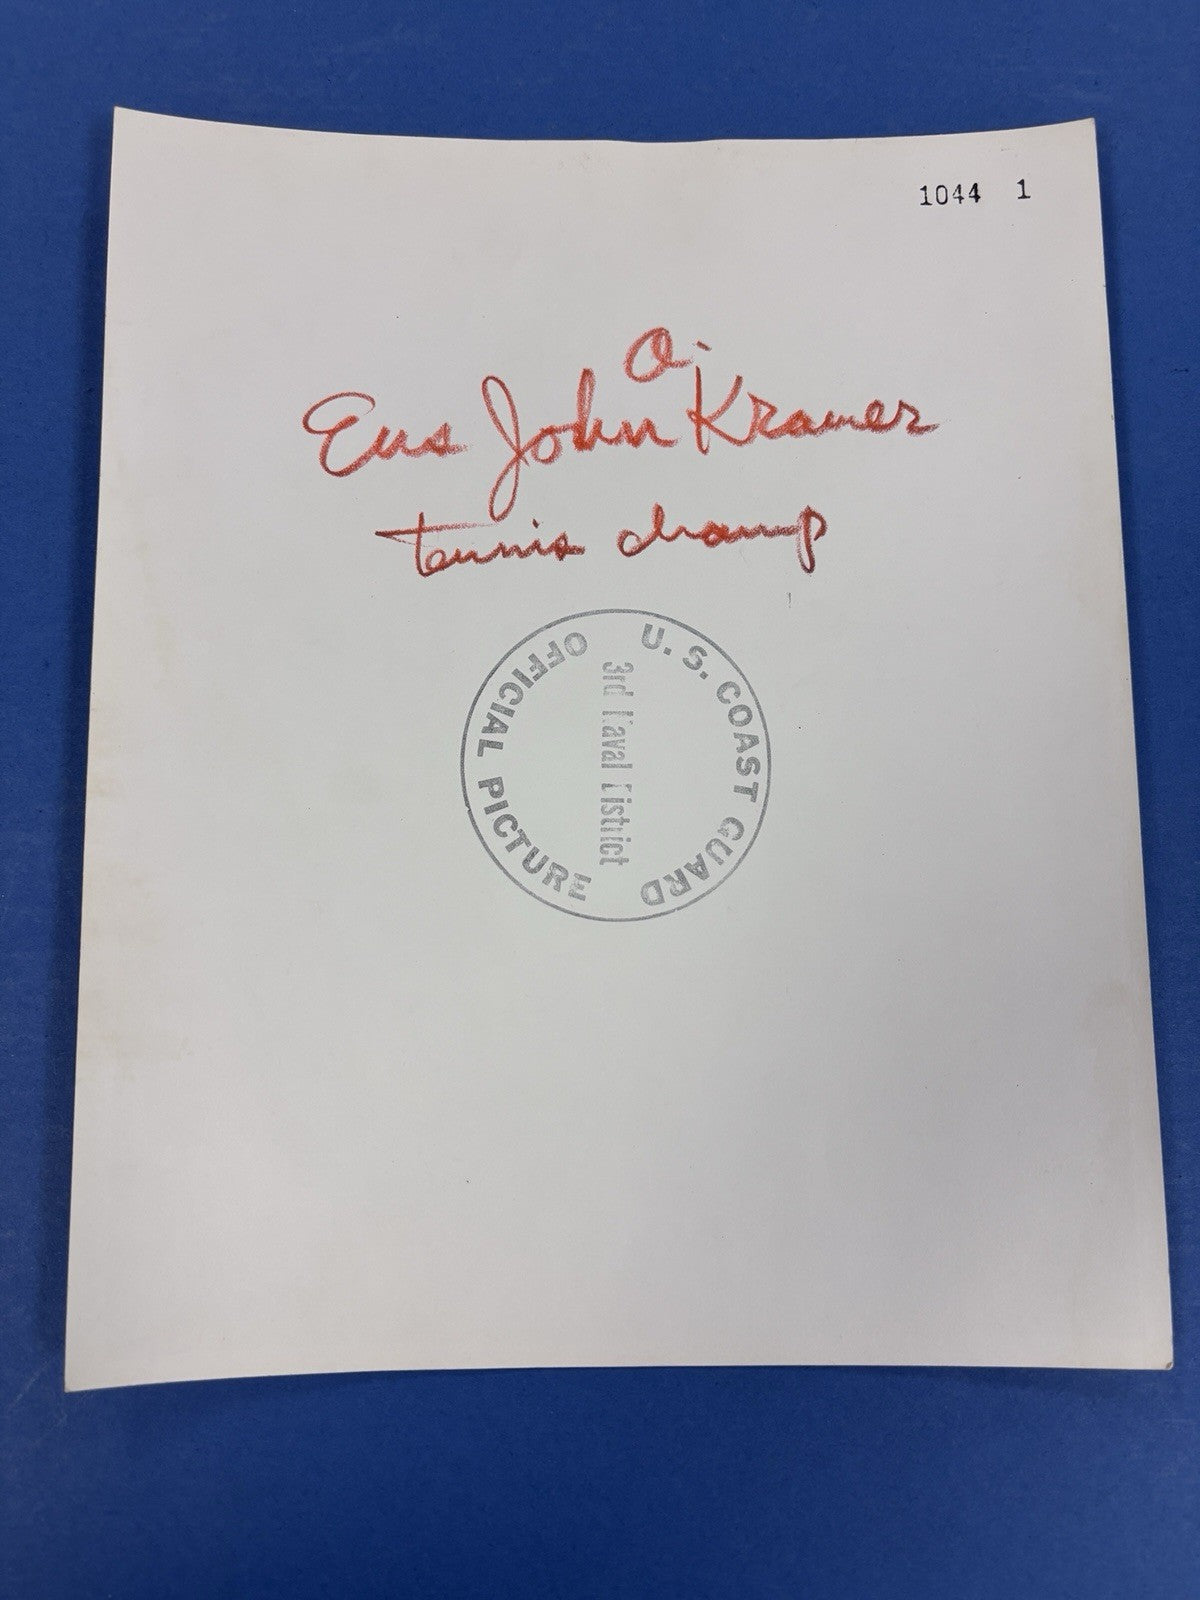 1044 1
Ens John O. Kramer
tennis champ
U. S. COAST GUARD
3rd Naval District
OFFICIAL PICTURE